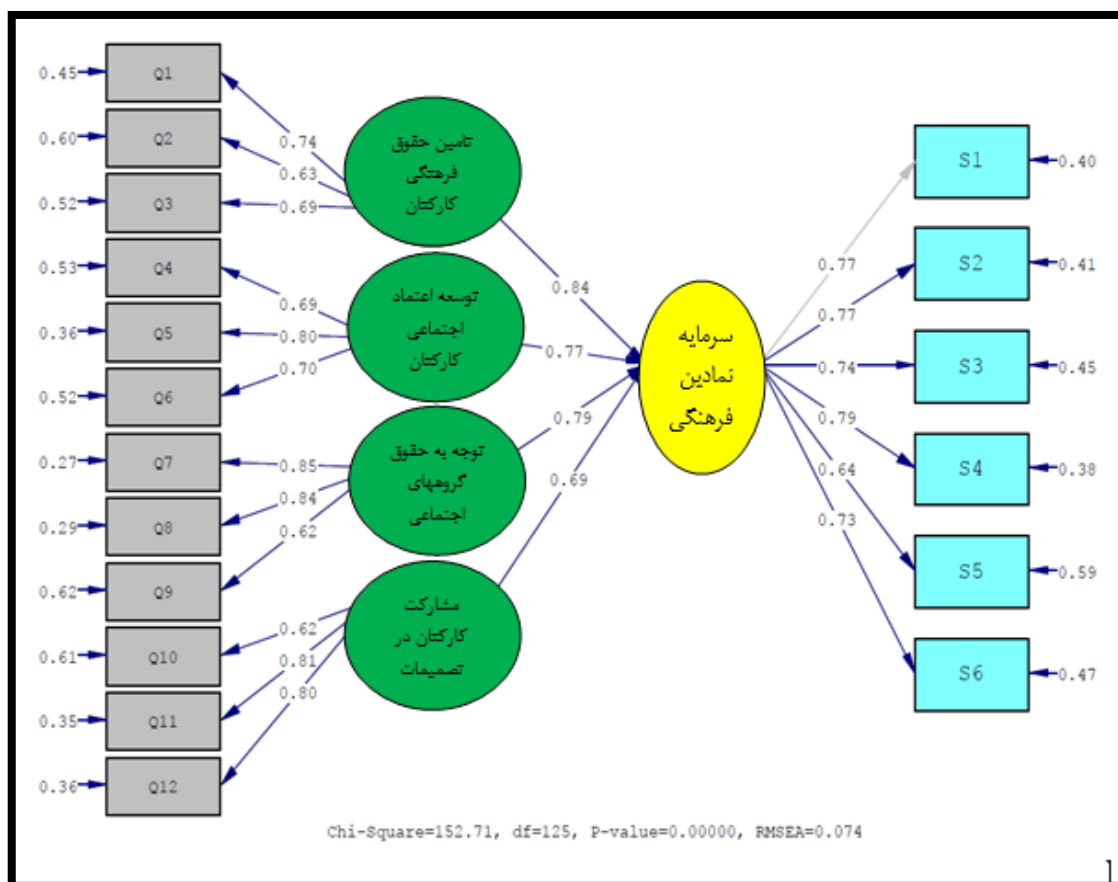 0.45
Q1
0.60
Q2
0.52
Q3
0.53
Q4
0.36
Q5
0.52
Q6
0.27
Q7
0.29
Q8
0.62
Q9
0.61
Q10
0.35
Q11
0.36
Q12
0.74
0.63
0.69
0.69
0.80
0.70
0.85
0.84
0.62
0.62
0.81
0.80
تامین حقوق
فرهنگی
کارکنان
توسعه اعتماد
اجتماعی
کارکنان
توجه به حقوق
گروههای
اجتماعی
مشارکت
کارکنان در
تصمیمات
0.84
0.77
0.79
0.69
سرمایه
نمادین
فرهنگی
0.77
0.77
0.74
0.79
0.64
0.73
S1
0.40
S2
0.41
S3
0.45
S4
0.38
S5
0.59
S6
0.47
Chi-Square=152.71, df=125, P-value=0.00000, RMSEA=0.074
1